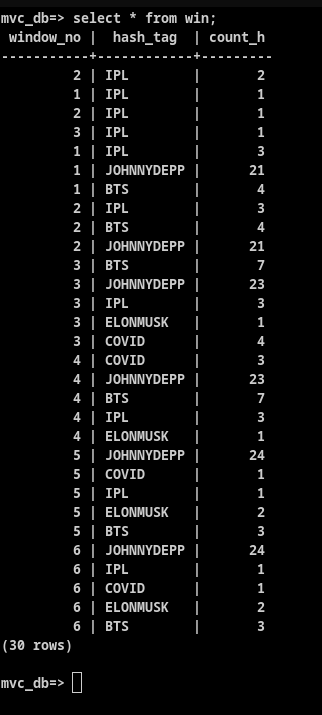 mvc_db=> select * from win;
 window_no |  hash_tag  | count_h
-----------+------------+---------
         2 | IPL        |       2
         1 | IPL        |       1
         2 | IPL        |       1
         3 | IPL        |       1
         1 | IPL        |       3
         1 | JOHNNYDEPP |      21
         1 | BTS        |       4
         2 | IPL        |       3
         2 | BTS        |       4
         2 | JOHNNYDEPP |      21
         3 | BTS        |       7
         3 | JOHNNYDEPP |      23
         3 | IPL        |       3
         3 | ELONMUSK   |       1
         3 | COVID      |       4
         4 | COVID      |       3
         4 | JOHNNYDEPP |      23
         4 | BTS        |       7
         4 | IPL        |       3
         4 | ELONMUSK   |       1
         5 | JOHNNYDEPP |      24
         5 | COVID      |       1
         5 | IPL        |       1
         5 | ELONMUSK   |       2
         5 | BTS        |       3
         6 | JOHNNYDEPP |      24
         6 | IPL        |       1
         6 | COVID      |       1
         6 | ELONMUSK   |       2
         6 | BTS        |       3
(30 rows)
mvc_db=>